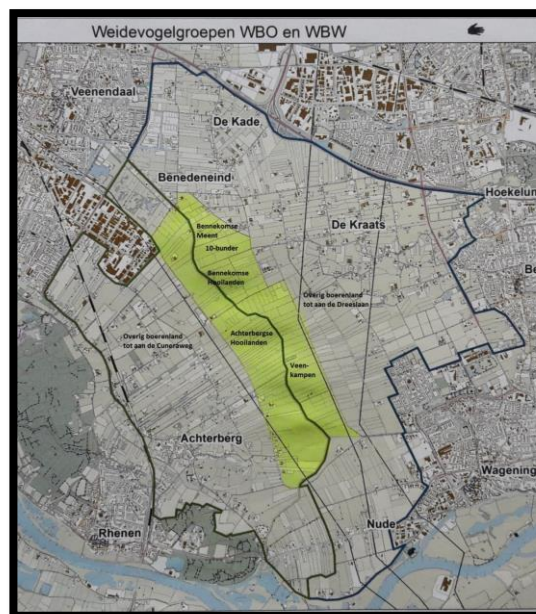 Weidevogelgroepen WBO en WBW
Veenendaal
De Kade
Benedeneind
Hoekelum
Bennekomse
Meent
De Kraats
10-bunder
Be
Bennekomse
Hooilanden
Overig boerenland
tot aan de Dreeslaan
Overig boerenland
tot aan de Cuneraweg
Achterbergse
Hooilanden
Veen-
kampen
Achterberg
Wagening
Nude
Rhenen